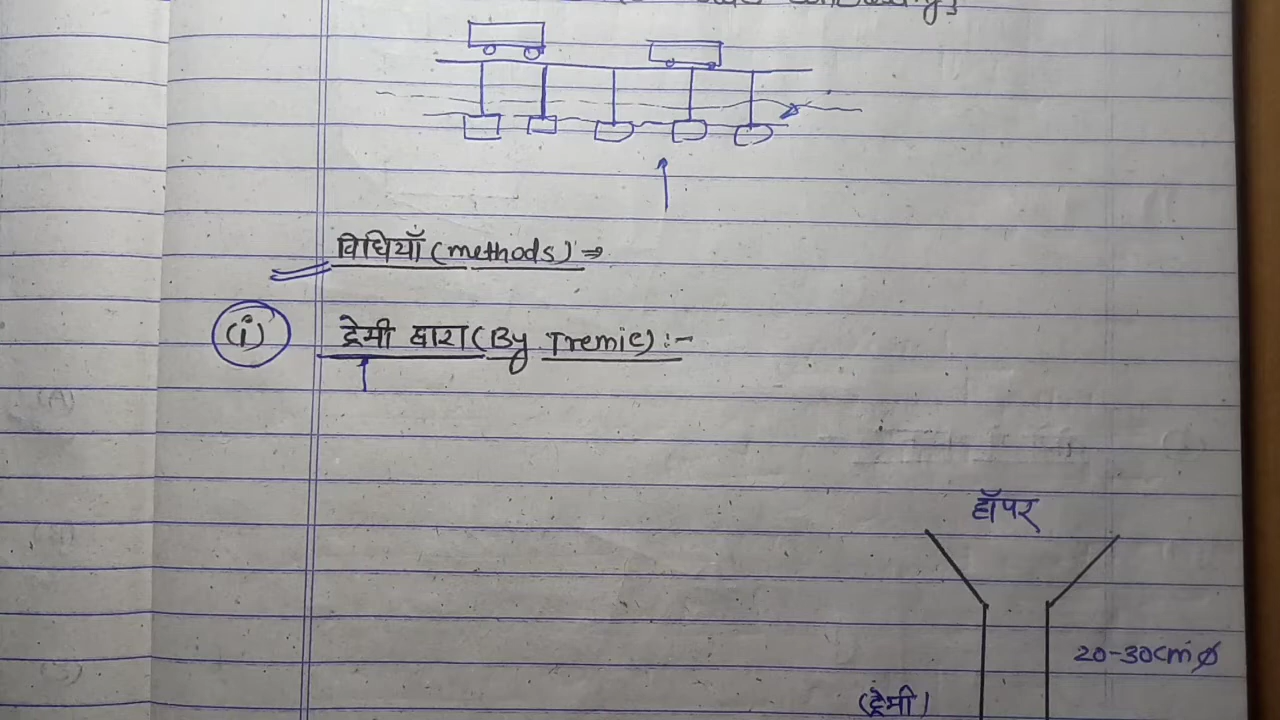 विधियाँ (methods) ⇒
(i) ट्रेमी द्वारा (By Tremie) :-
हॉपर
20-30cm ϕ
(ट्रेमी)